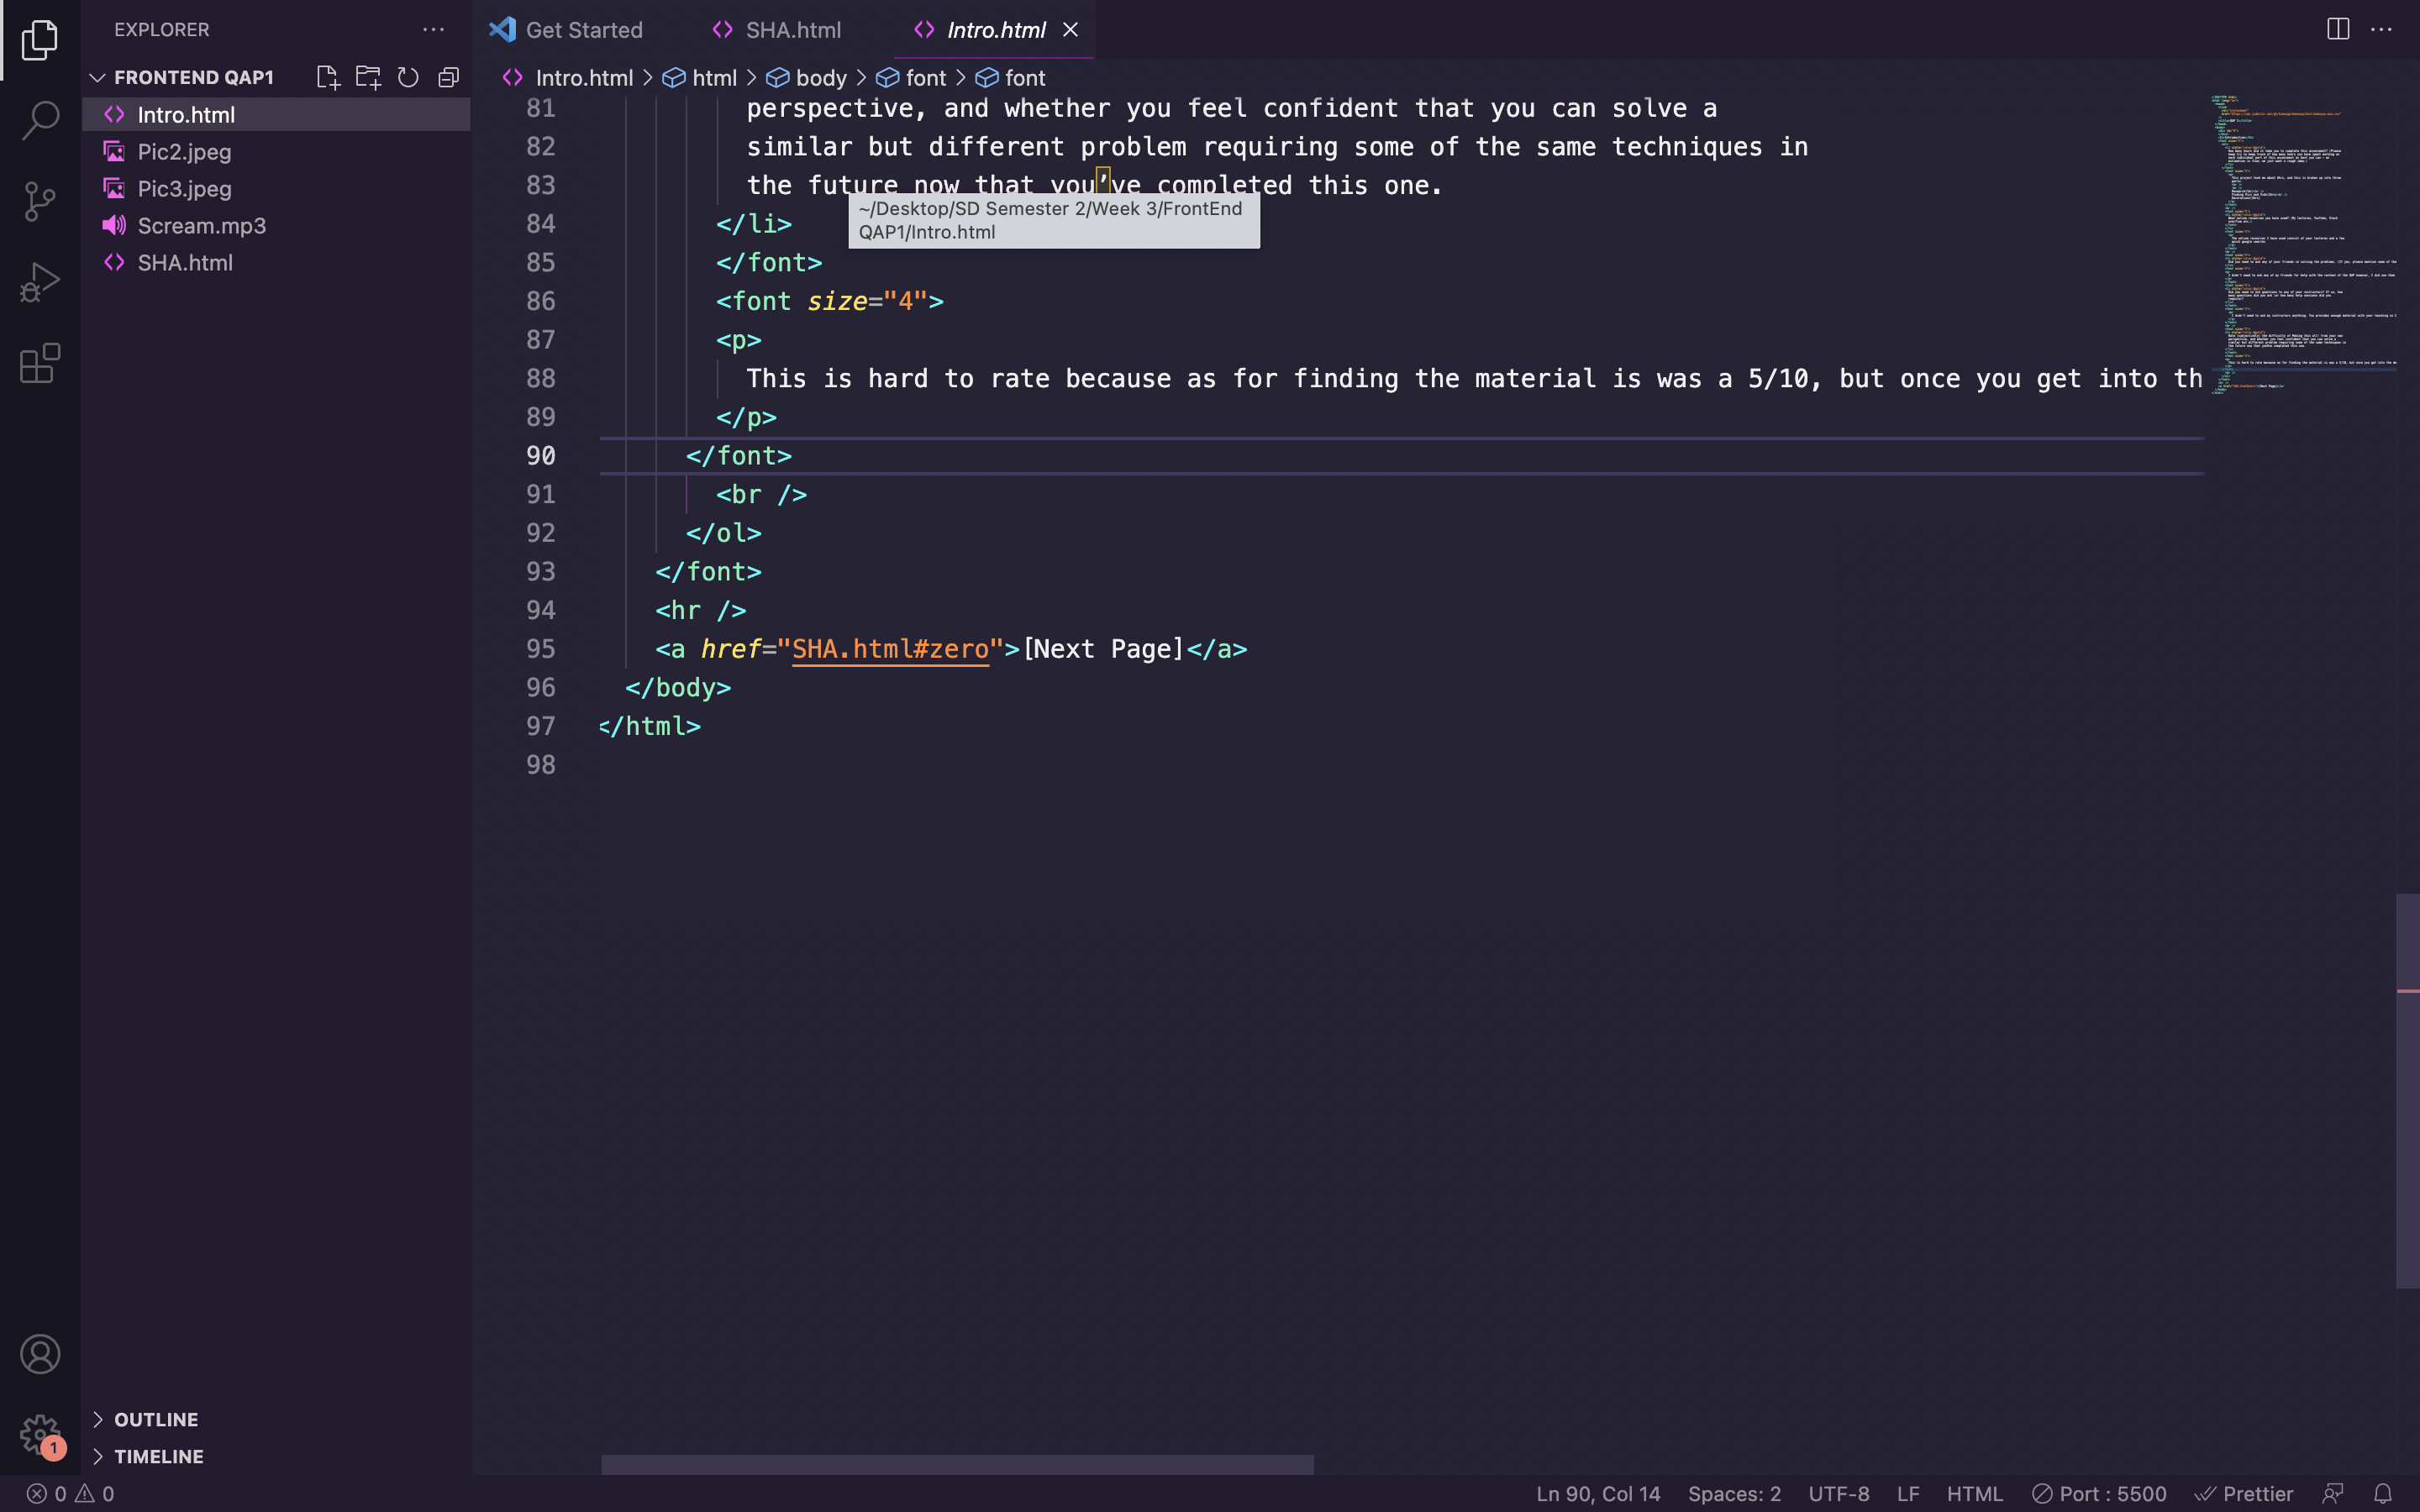 EXPLORER
FRONTEND QAP1
Intro.html
Pic2.jpeg
Pic3.jpeg
Scream.mp3
SHA.html
OUTLINE
TIMELINE
1
Get Started
SHA.html
Intro.html
Intro.html > html > body > font > font
81 perspective, and whether you feel confident that you can solve a
82 similar but different problem requiring some of the same techniques in
83 the future now that you’ve completed this one.
~/Desktop/SD Semester 2/Week 3/FrontEnd
QAP1/Intro.html
84 </li>
85 </font>
86 <font size="4">
87 <p>
88 This is hard to rate because as for finding the material is was a 5/10, but once you get into th
89 </p>
90 </font>
91 <br />
92 </ol>
93 </font>
94 <hr />
95 <a href="SHA.html#zero">[Next Page]</a>
96 </body>
97 </html>
98
0 0
Ln 90, Col 14 Spaces: 2 UTF-8 LF HTML Port : 5500 Prettier